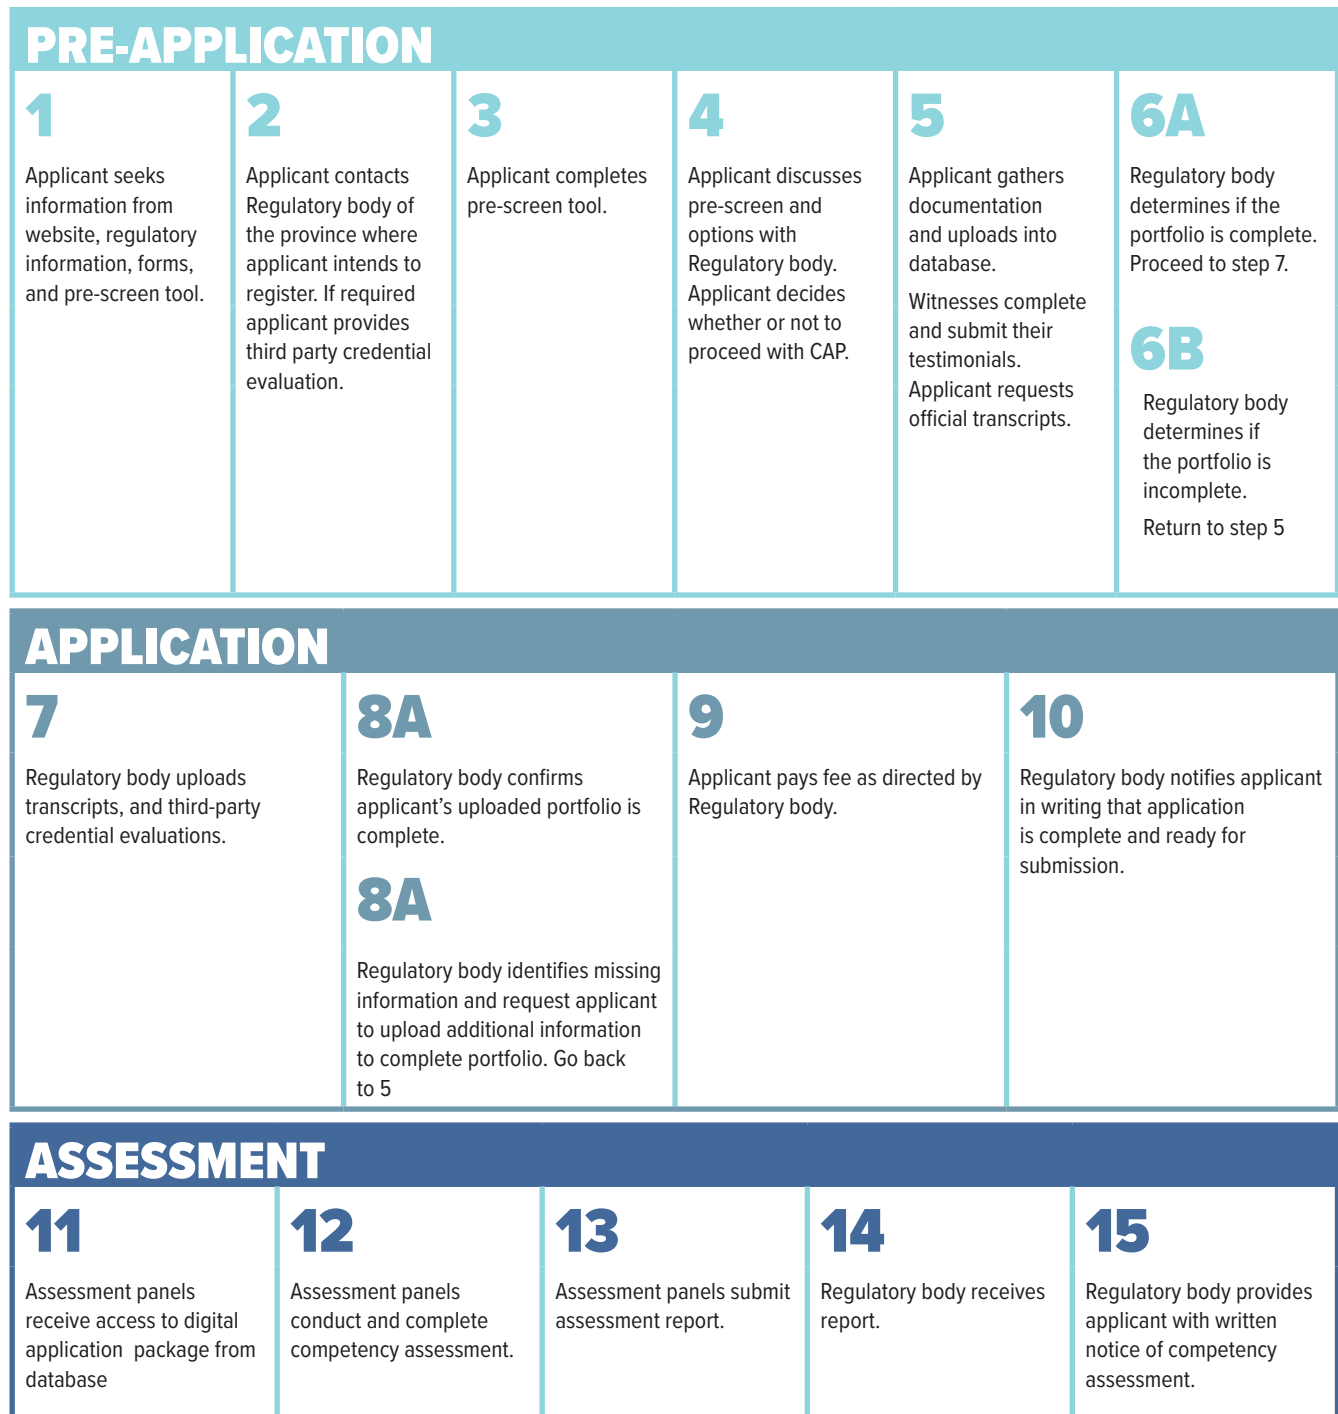 PRE-APPLICATION
1
Applicant seeks
information from
website, regulatory
information, forms,
and pre-screen tool.
2
Applicant contacts
Regulatory body of
the province where
applicant intends to
register. If required
applicant provides
third party credential
evaluation.
3
Applicant completes
pre-screen tool.
4
Applicant discusses
pre-screen and
options with
Regulatory body.
Applicant decides
whether or not to
proceed with CAP.
5
Applicant gathers
documentation
and uploads into
database.
Witnesses complete
and submit their
testimonials.
Applicant requests
official transcripts.
6A
Regulatory body
determines if the
portfolio is complete.
Proceed to step 7.
6B
Regulatory body
determines if
the portfolio is
incomplete.
Return to step 5
APPLICATION
7
Regulatory body uploads
transcripts, and third-party
credential evaluations.
8A
Regulatory body confirms
applicant’s uploaded portfolio is
complete.
8A
Regulatory body identifies missing
information and request applicant
to upload additional information
to complete portfolio. Go back
to 5
9
Applicant pays fee as directed by
Regulatory body.
10
Regulatory body notifies applicant
in writing that application
is complete and ready for
submission.
ASSESSMENT
11
Assessment panels
receive access to digital
application package from
database
12
Assessment panels
conduct and complete
competency assessment.
13
Assessment panels submit
assessment report.
14
Regulatory body receives
report.
15
Regulatory body provides
applicant with written
notice of competency
assessment.